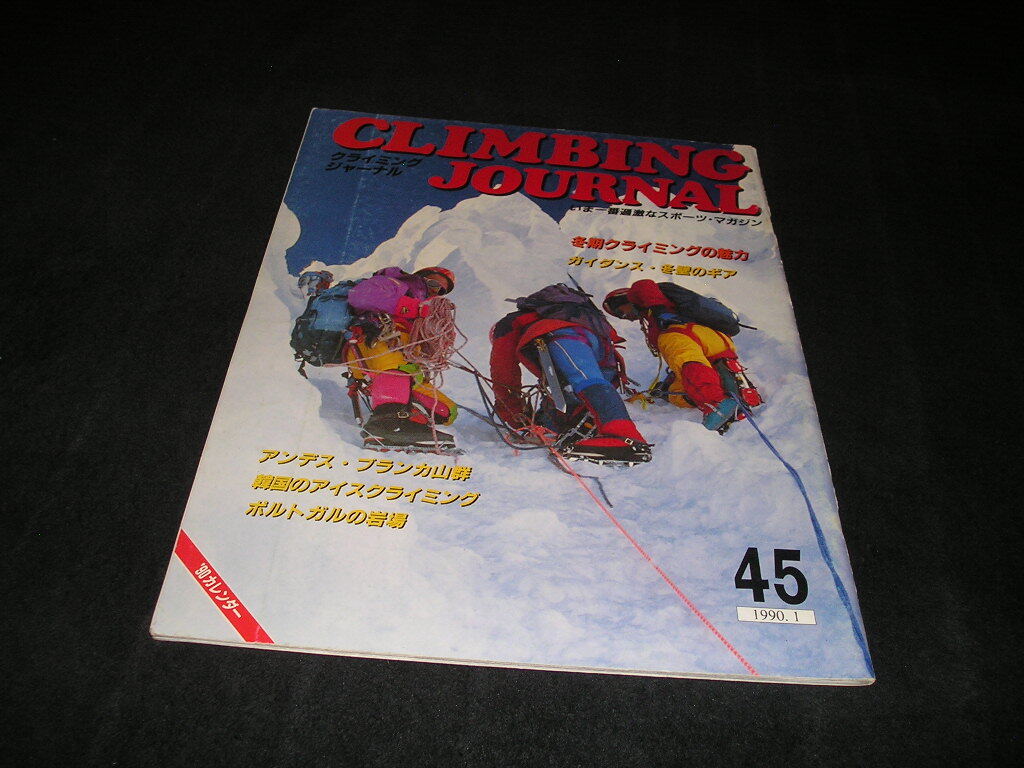 CLIMBING
JOURNAL
クライミング
ジャーナル
いま一番過激なスポーツ・マガジン
冬期クライミングの魅力
ガイダンス・冬壁のギア
アンデス・ブランカ山群
韓国のアイスクライミング
ポルトガルの岩場
'90カレンダー
45
1990. 1